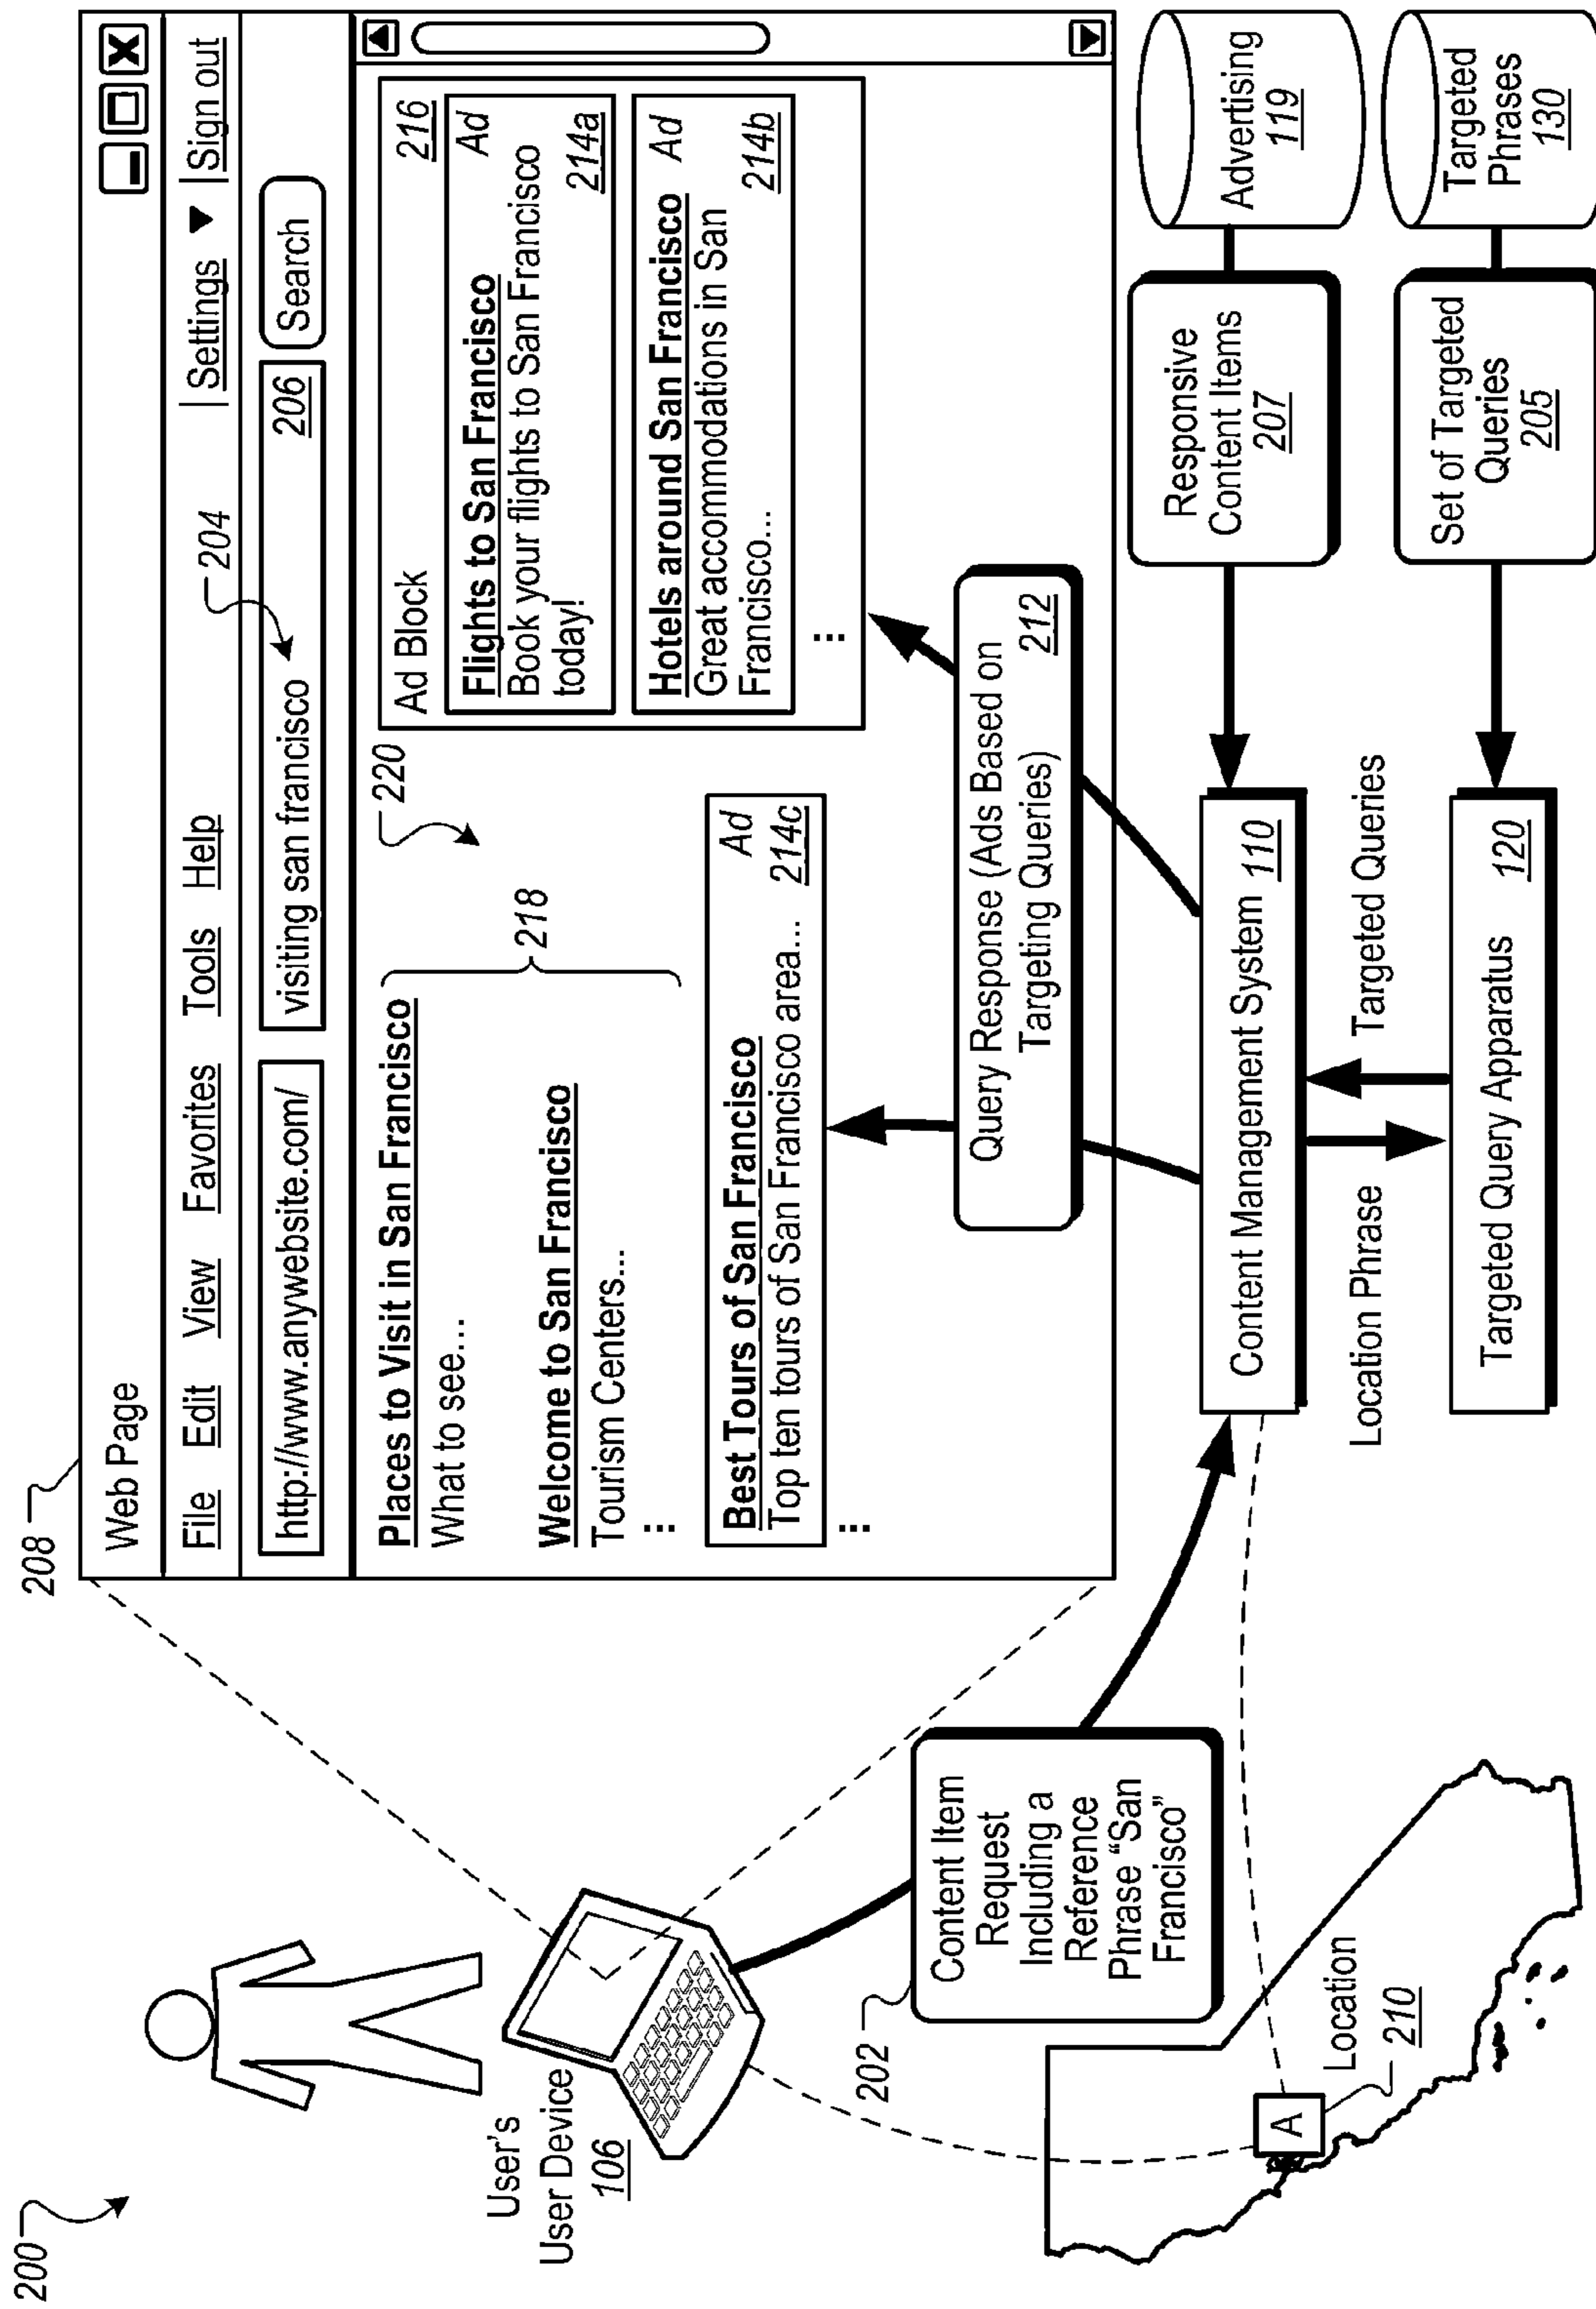 200
208
Web Page
File Edit View Favorites Tools Help
| Settings ▼ | Sign out
204
http://www.anywebsite.com/
visiting san francisco
206
Search
Places to Visit in San Francisco
What to see...
Welcome to San Francisco
Tourism Centers...
...
218
220
Best Tours of San Francisco
Ad
Top ten tours of San Francisco area...
214c
...
Ad Block
216
Flights to San Francisco
Ad
Book your flights to San Francisco
today!
214a
Hotels around San Francisco
Ad
Great accommodations in San
Francisco...
214b
...
User's
User Device
106
202
Content Item
Request
Including a
Reference
Phrase “San
Francisco”
Query Response (Ads Based on
Targeting Queries)
212
A
Location
210
Content Management System 110
Location Phrase
Targeted Queries
Targeted Query Apparatus
120
Responsive
Content Items
207
Advertising
119
Set of Targeted
Queries
205
Targeted
Phrases
130